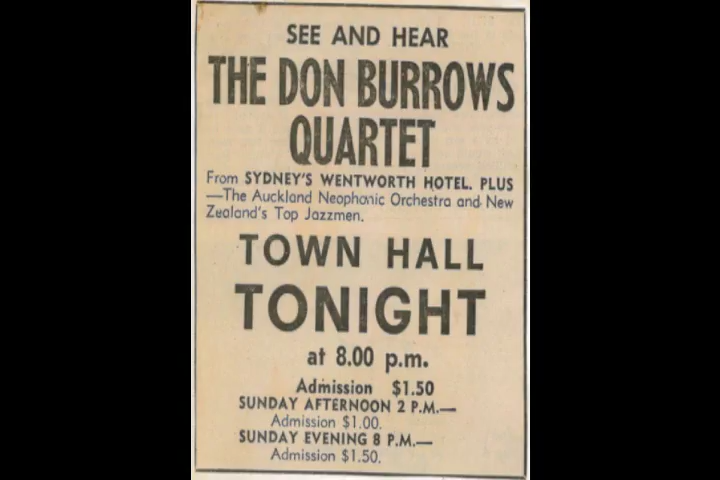 SEE AND HEAR
THE DON BURROWS
QUARTET
From SYDNEY'S WENTWORTH HOTEL. PLUS
—The Auckland Neophonic Orchestra and New
Zealand's Top Jazzmen.
TOWN HALL
TONIGHT
at 8.00 p.m.
Admission $1.50
SUNDAY AFTERNOON 2 P.M.—
Admission $1.00.
SUNDAY EVENING 8 P.M.—
Admission $1.50.